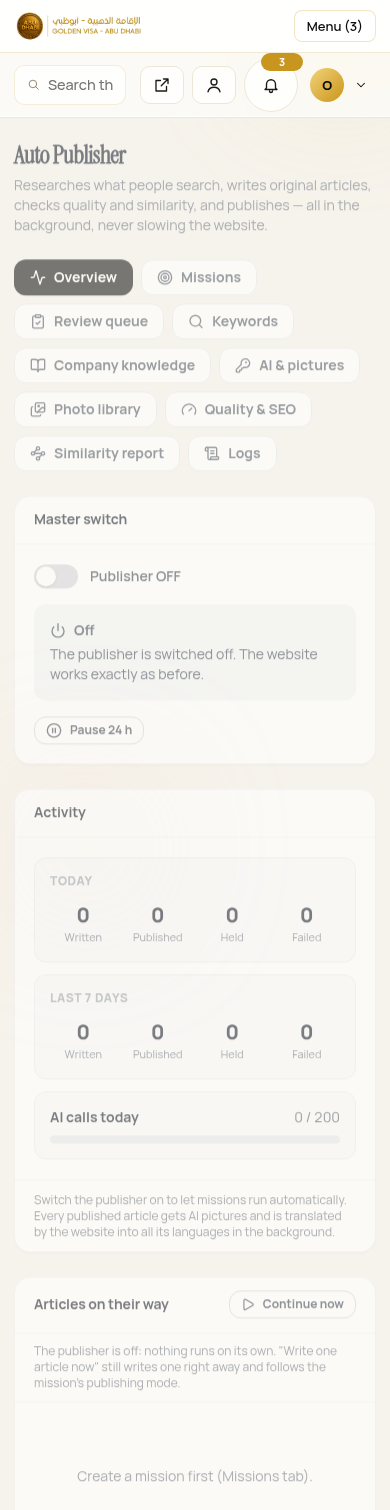 الإقامة الذهبية - ابوظبي
GOLDEN VISA - ABU DHABI
Menu (3)
Search th
3
O
Auto Publisher
Researches what people search, writes original articles,
checks quality and similarity, and publishes — all in the
background, never slowing the website.
Overview
Missions
Review queue
Keywords
Company knowledge
AI & pictures
Photo library
Quality & SEO
Similarity report
Logs
Master switch
Publisher OFF
Off
The publisher is switched off. The website
works exactly as before.
Pause 24 h
Activity
TODAY
0 0 0 0
Written Published Held Failed
LAST 7 DAYS
0 0 0 0
Written Published Held Failed
AI calls today 0 / 200
Switch the publisher on to let missions run automatically.
Every published article gets AI pictures and is translated
by the website into all its languages in the background.
Articles on their way
Continue now
The publisher is off: nothing runs on its own. "Write one
article now" still writes one right away and follows the
mission's publishing mode.
Create a mission first (Missions tab).